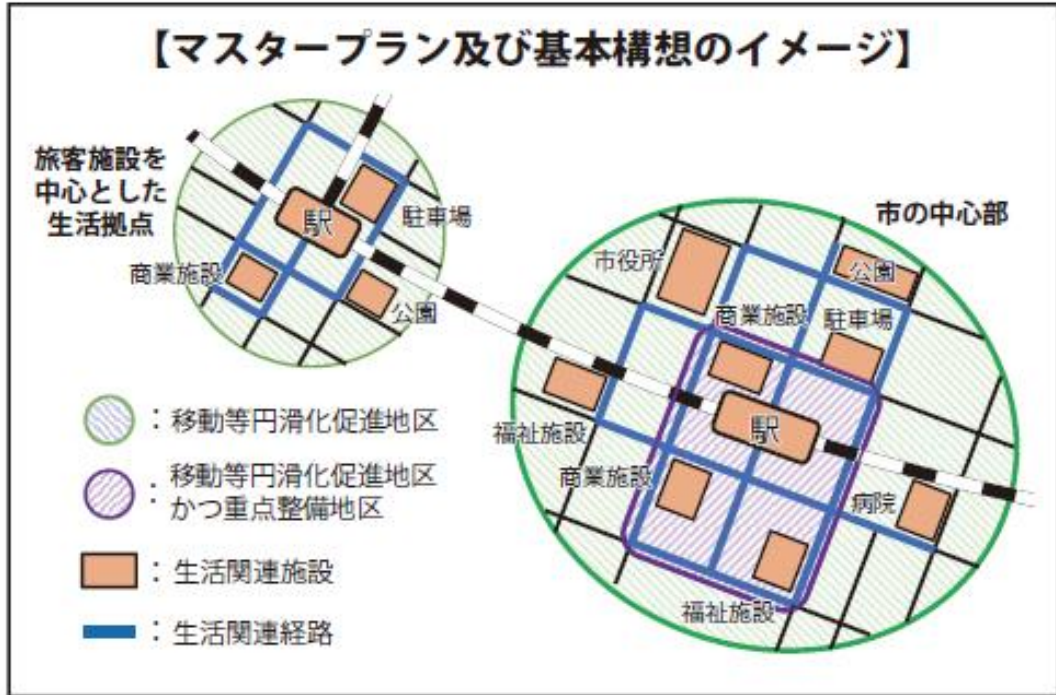 【マスタープラン及び基本構想のイメージ】
旅客施設を
中心とした
生活拠点
駅
駐車場
商業施設
公園
市の中心部
市役所
公園
商業施設
駐車場
駅
福祉施設
商業施設
病院
福祉施設
：移動等円滑化促進地区
：移動等円滑化促進地区
かつ重点整備地区
：生活関連施設
：生活関連経路